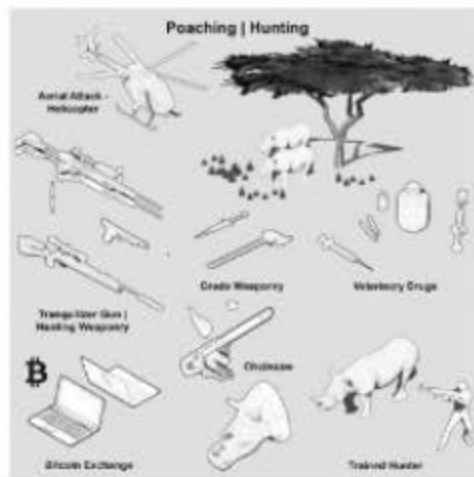 Poaching | Hunting
Aerial Attack -
Helicopter
Crude Weaponry
Veterinary Drugs
Tranquilizer Gun |
Hunting Weaponry
Chainsaw
Bitcoin Exchange
Trained Hunter